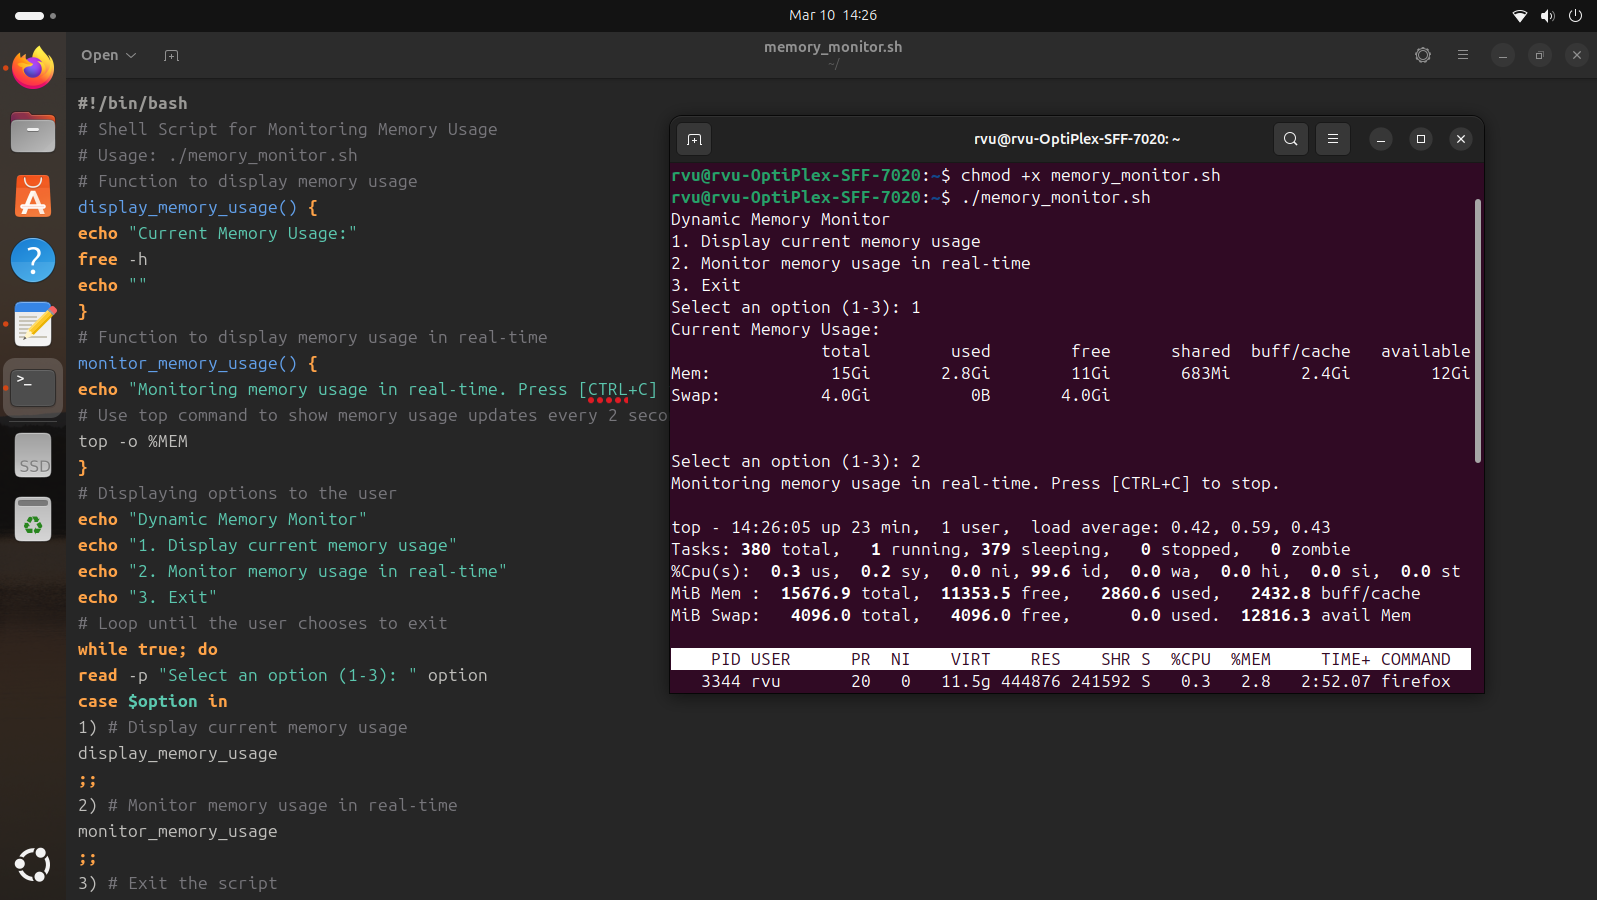 Mar 10 14:26
Open
memory_monitor.sh
~/
#!/bin/bash
# Shell Script for Monitoring Memory Usage
# Usage: ./memory_monitor.sh
# Function to display memory usage
display_memory_usage() {
echo "Current Memory Usage:"
free -h
echo ""
}
# Function to display memory usage in real-time
monitor_memory_usage() {
echo "Monitoring memory usage in real-time. Press [CTRL+C]
# Use top command to show memory usage updates every 2 seco
top -o %MEM
}
# Displaying options to the user
echo "Dynamic Memory Monitor"
echo "1. Display current memory usage"
echo "2. Monitor memory usage in real-time"
echo "3. Exit"
# Loop until the user chooses to exit
while true; do
read -p "Select an option (1-3): " option
case $option in
1) # Display current memory usage
display_memory_usage
;;
2) # Monitor memory usage in real-time
monitor_memory_usage
;;
3) # Exit the script
rvu@rvu-OptiPlex-SFF-7020: ~
rvu@rvu-OptiPlex-SFF-7020:~$ chmod +x memory_monitor.sh
rvu@rvu-OptiPlex-SFF-7020:~$ ./memory_monitor.sh
Dynamic Memory Monitor
1. Display current memory usage
2. Monitor memory usage in real-time
3. Exit
Select an option (1-3): 1
Current Memory Usage:
total used free shared buff/cache available
Mem: 15Gi 2.8Gi 11Gi 683Mi 2.4Gi 12Gi
Swap: 4.0Gi 0B 4.0Gi
Select an option (1-3): 2
Monitoring memory usage in real-time. Press [CTRL+C] to stop.
top - 14:26:05 up 23 min, 1 user, load average: 0.42, 0.59, 0.43
Tasks: 380 total, 1 running, 379 sleeping, 0 stopped, 0 zombie
%Cpu(s): 0.3 us, 0.2 sy, 0.0 ni, 99.6 id, 0.0 wa, 0.0 hi, 0.0 si, 0.0 st
MiB Mem : 15676.9 total, 11353.5 free, 2860.6 used, 2432.8 buff/cache
MiB Swap: 4096.0 total, 4096.0 free, 0.0 used. 12816.3 avail Mem
PID USER PR NI VIRT RES SHR S %CPU %MEM TIME+ COMMAND
3344 rvu 20 0 11.5g 444876 241592 S 0.3 2.8 2:52.07 firefox
SSD